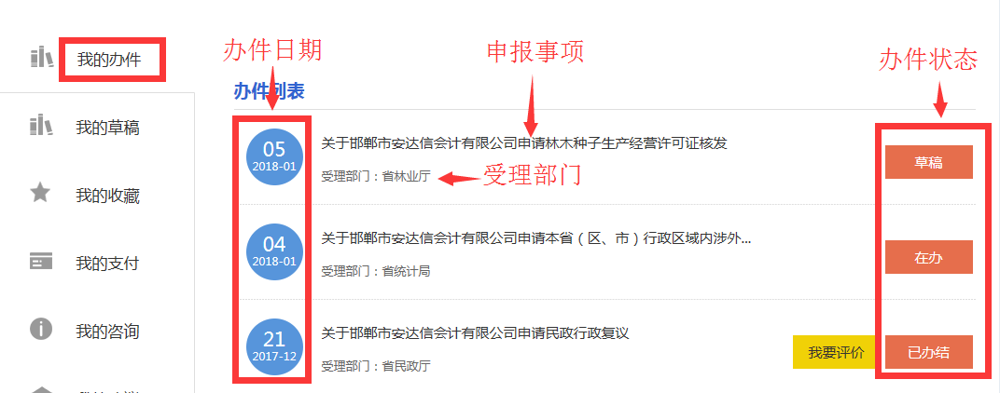 我的办件
我的草稿
我的收藏
我的支付
我的咨询
办件日期
申报事项
办件状态
办件列表
05
2018-01
关于邯郸市安达信会计有限公司申请林木种子生产经营许可证核发
受理部门：省林业厅
受理部门
草稿
04
2018-01
关于邯郸市安达信会计有限公司申请本省（区、市）行政区域内涉外...
受理部门：省统计局
在办
21
2017-12
关于邯郸市安达信会计有限公司申请民政行政复议
受理部门：省民政厅
我要评价
已办结